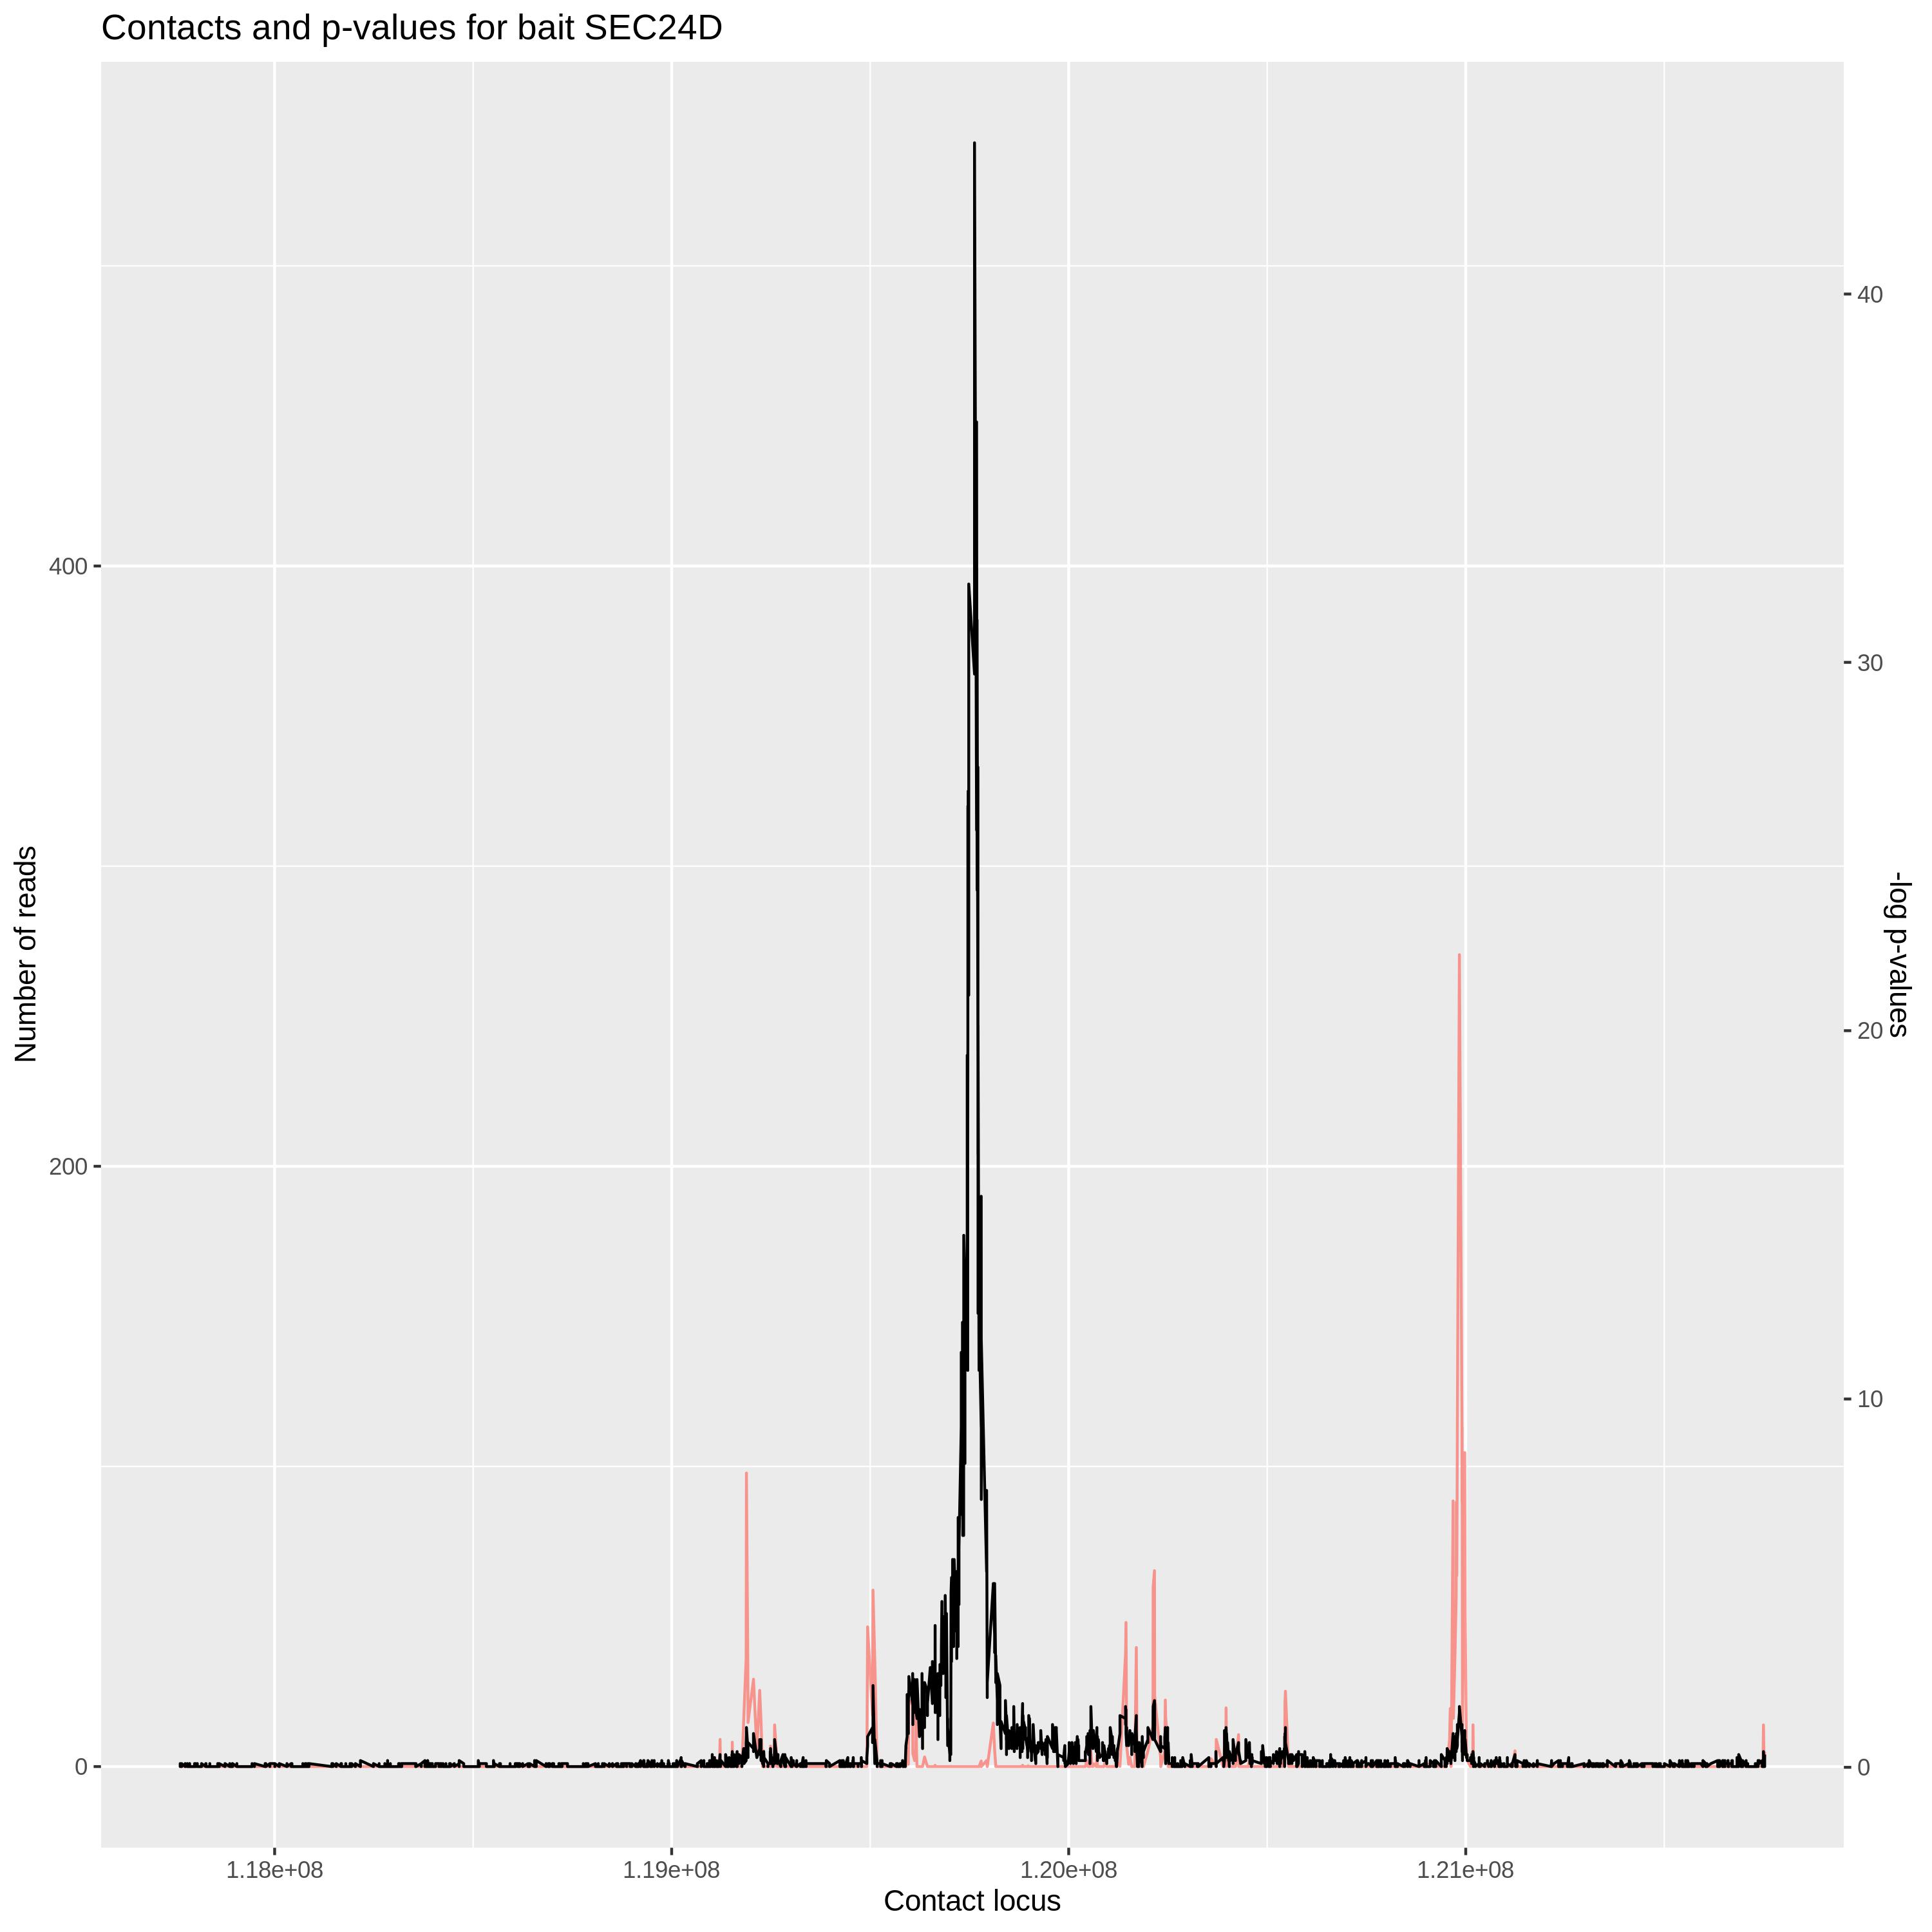 Contacts and p-values for bait SEC24D
400
200
0
Number of reads
40
30
20
10
0
-log p-values
1.18e+08 1.19e+08 1.20e+08 1.21e+08
Contact locus